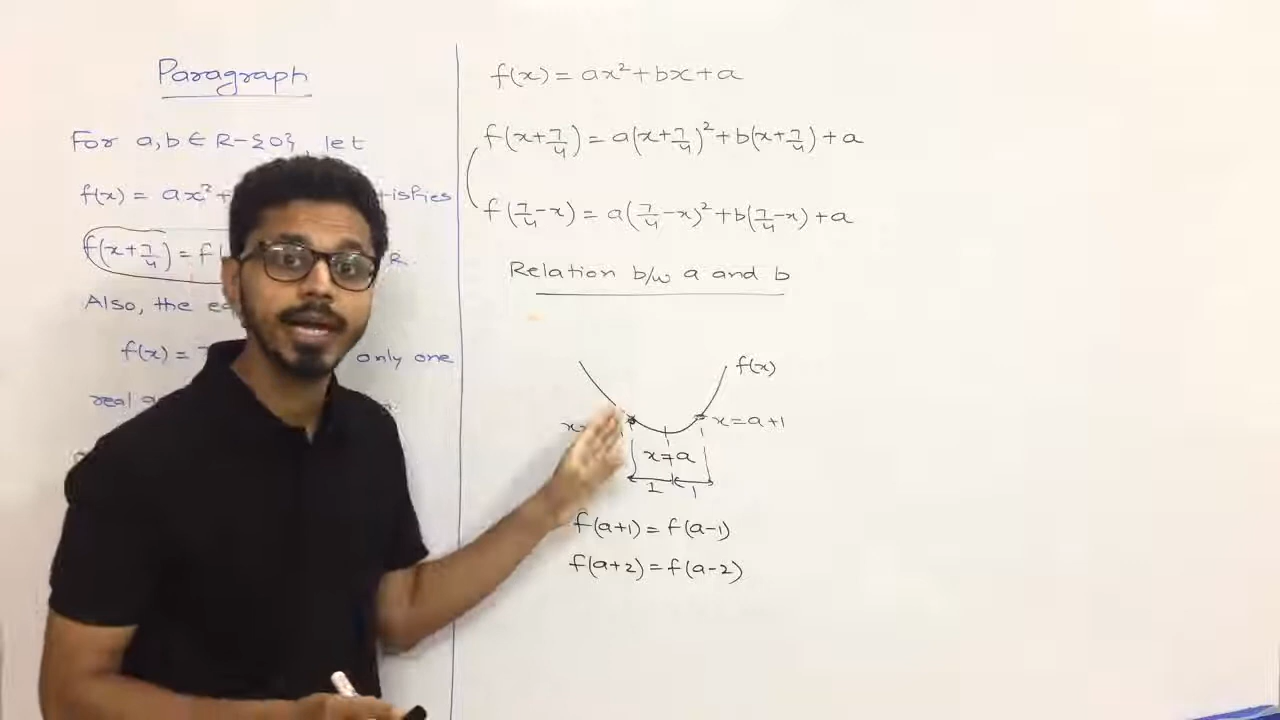 Paragraph
For a, b ∈ R-{0}, let
f(x) = ax²+
f(x+7/4) = f( R.
Also, the
f(x) = only one
real
f(x) = ax²+bx+a
f(x+7/4) = a(x+7/4)²+b(x+7/4)+a
f(7/4-x) = a(7/4-x)²+b(7/4-x)+a
Relation b/w a and b
f(x)
x= x=a+1
x=a
1 1
f(a+1) = f(a-1)
f(a+2) = f(a-2)